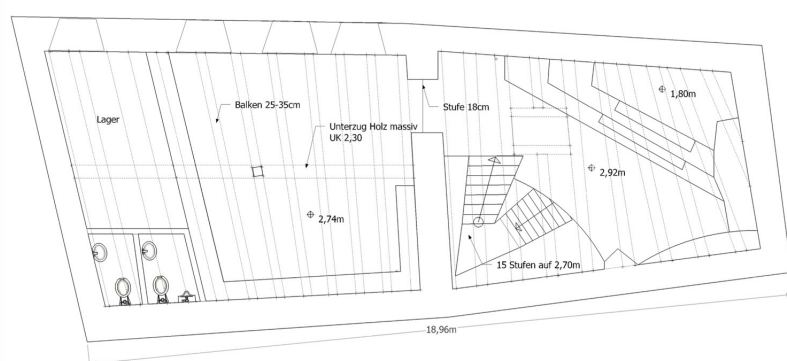 Lager
Balken 25-35cm
Stufe 18cm
1,80m
Unterzug Holz massiv
UK 2,30
2,92m
2,74m
15 Stufen auf 2,70m
18,96m